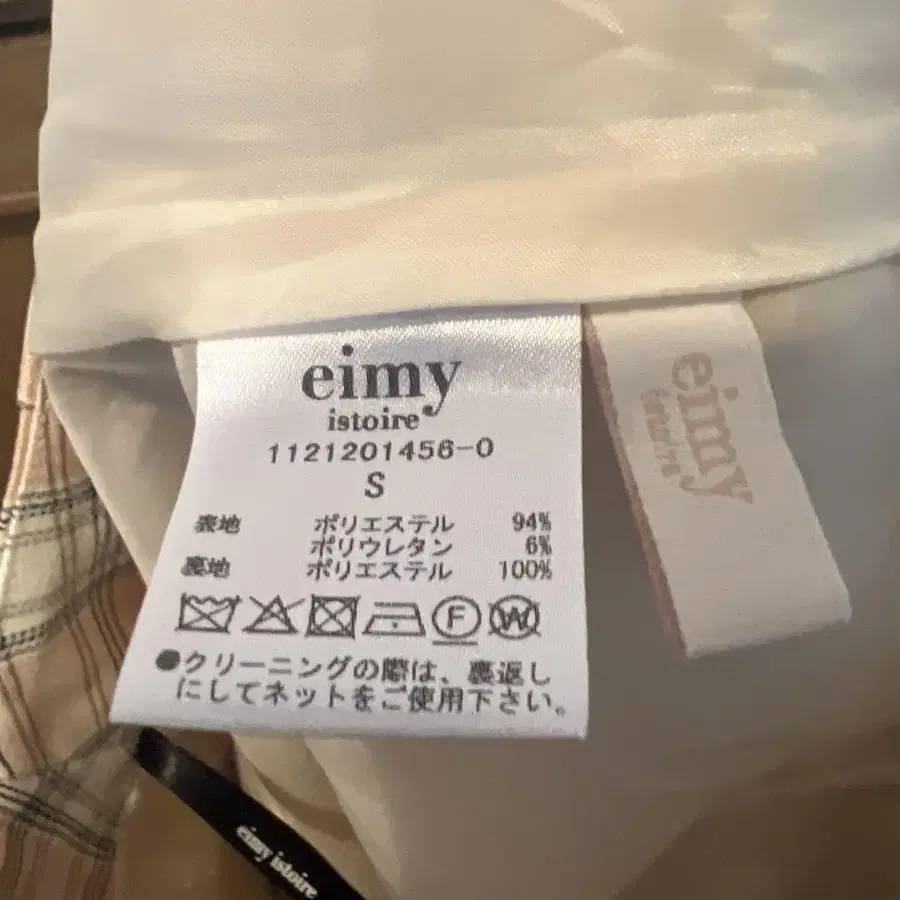 eimy
istoire®
1121201456-0
S
表地 ポリエステル 94%
ポリウレタン 6%
裏地 ポリエステル 100%
F W
●クリーニングの際は、裏返し
にしてネットをご使用下さい。
eimy
istoire
eimy istoire